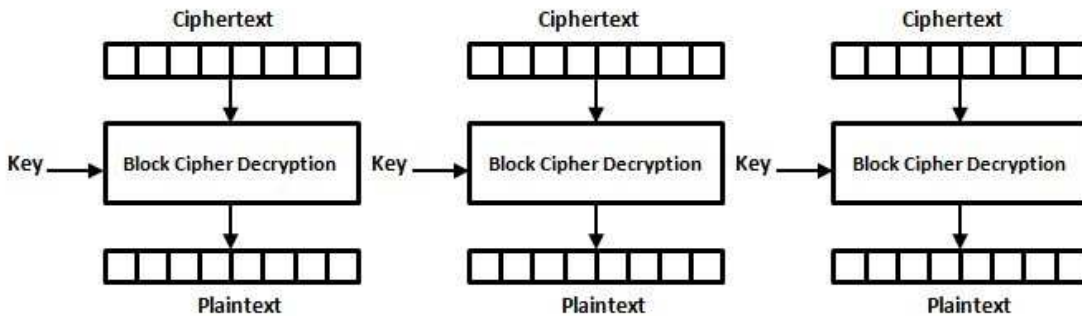 Ciphertext Ciphertext Ciphertext
Key Block Cipher Decryption Key Block Cipher Decryption Key Block Cipher Decryption
Plaintext Plaintext Plaintext